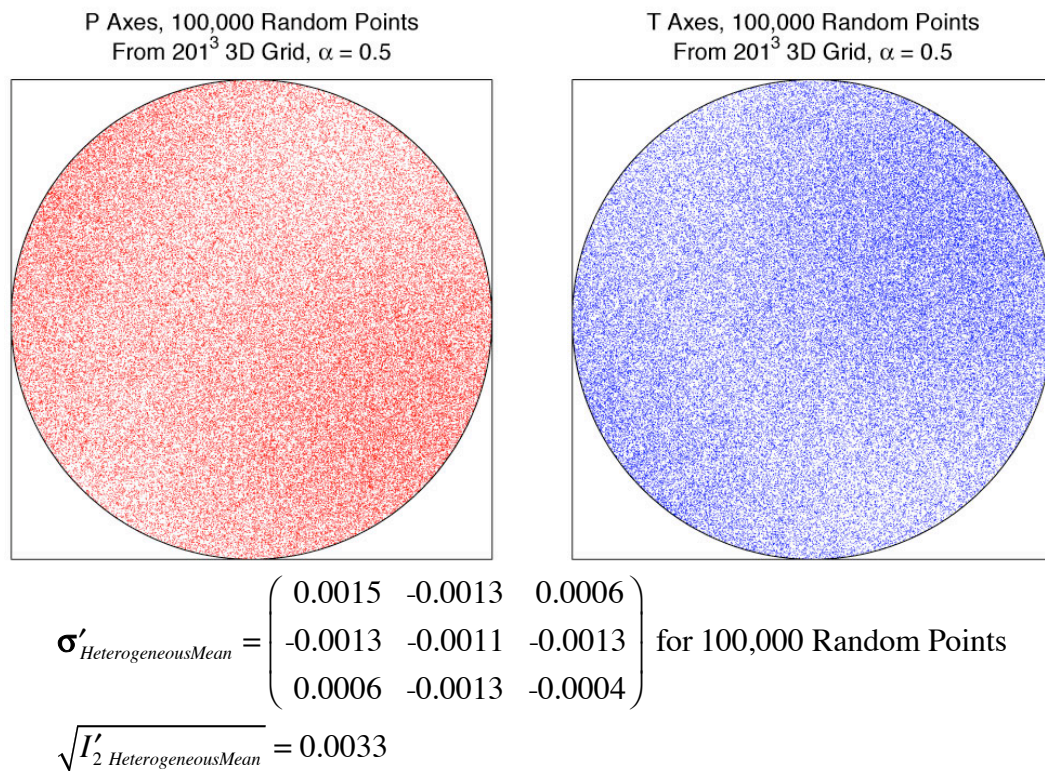 P Axes, 100,000 Random Points
From 201³ 3D Grid, α = 0.5
T Axes, 100,000 Random Points
From 201³ 3D Grid, α = 0.5
0.0015 -0.0013 0.0006
σ′HeterogeneousMean = -0.0013 -0.0011 -0.0013 for 100,000 Random Points
0.0006 -0.0013 -0.0004
√I′2 HeterogeneousMean = 0.0033